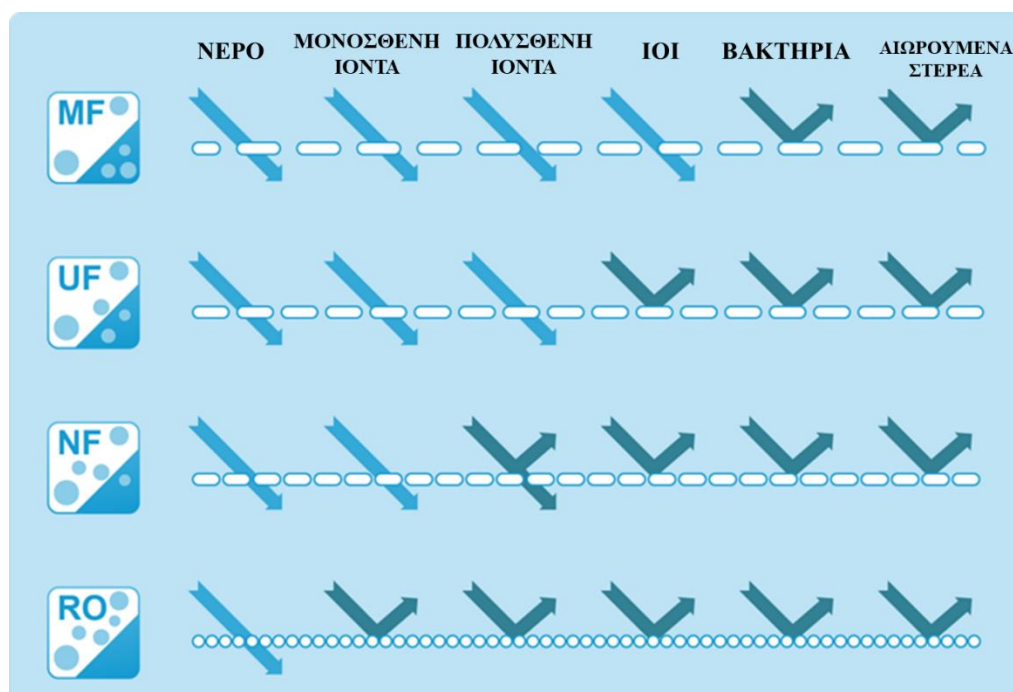 ΝΕΡΟ
ΜΟΝΟΣΘΕΝΗ
ΙΟΝΤΑ
ΠΟΛΥΣΘΕΝΗ
ΙΟΝΤΑ
ΙΟΙ
ΒΑΚΤΗΡΙΑ
ΑΙΩΡΟΥΜΕΝΑ
ΣΤΕΡΕΑ
MF
UF
NF
RO